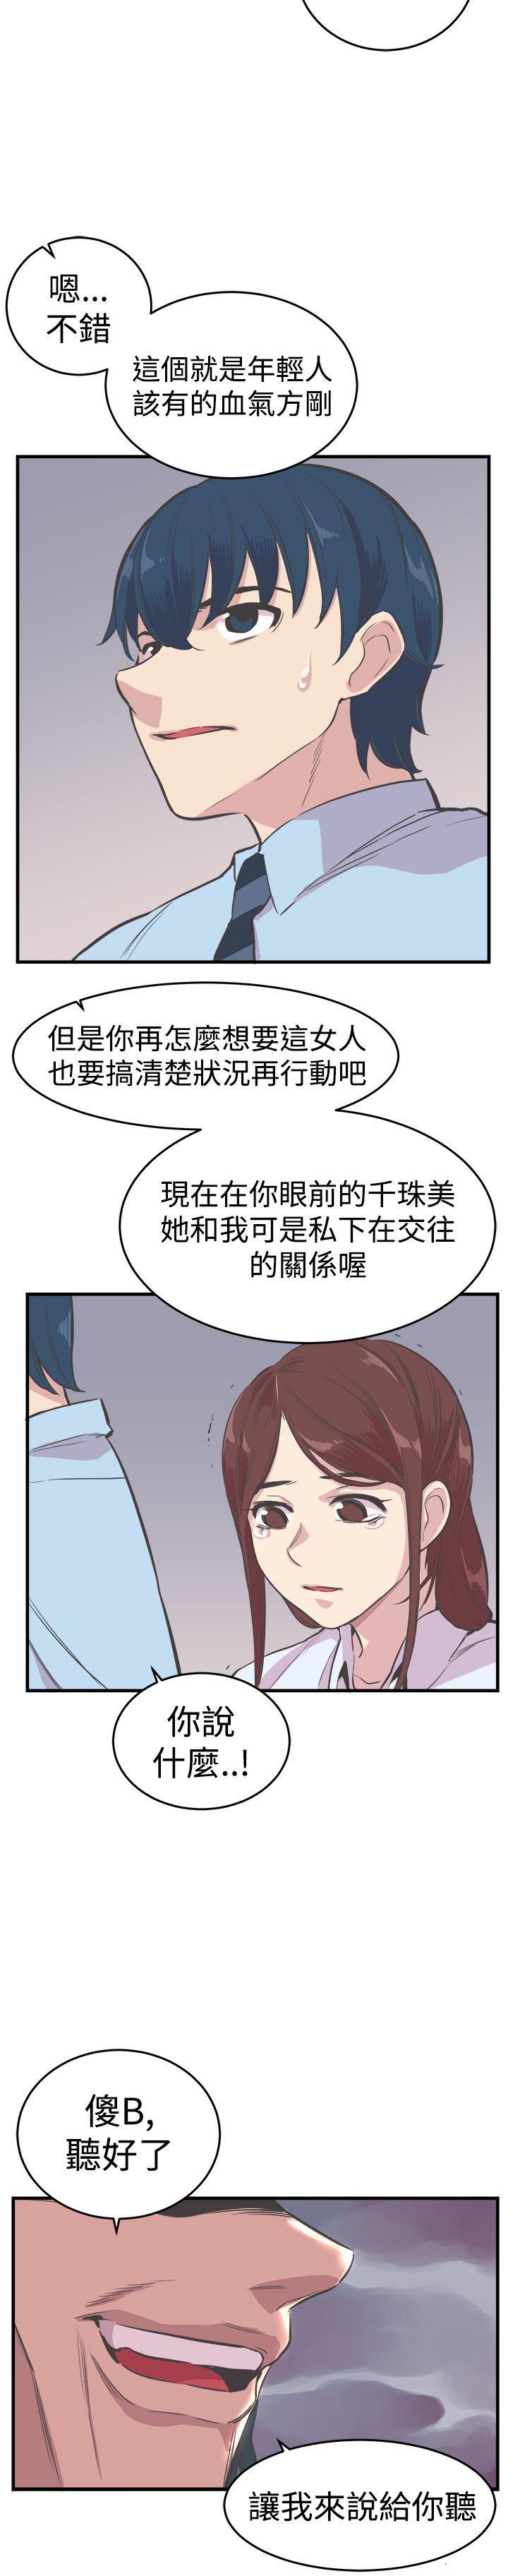 嗯...
不錯
這個就是年輕人
該有的血氣方剛
但是你再怎麼想要這女人
也要搞清楚狀況再行動吧
現在在你眼前的千珠美
她和我可是私下在交往
的關係喔
你說
什麼..!
傻B,
聽好了
讓我來說給你聽